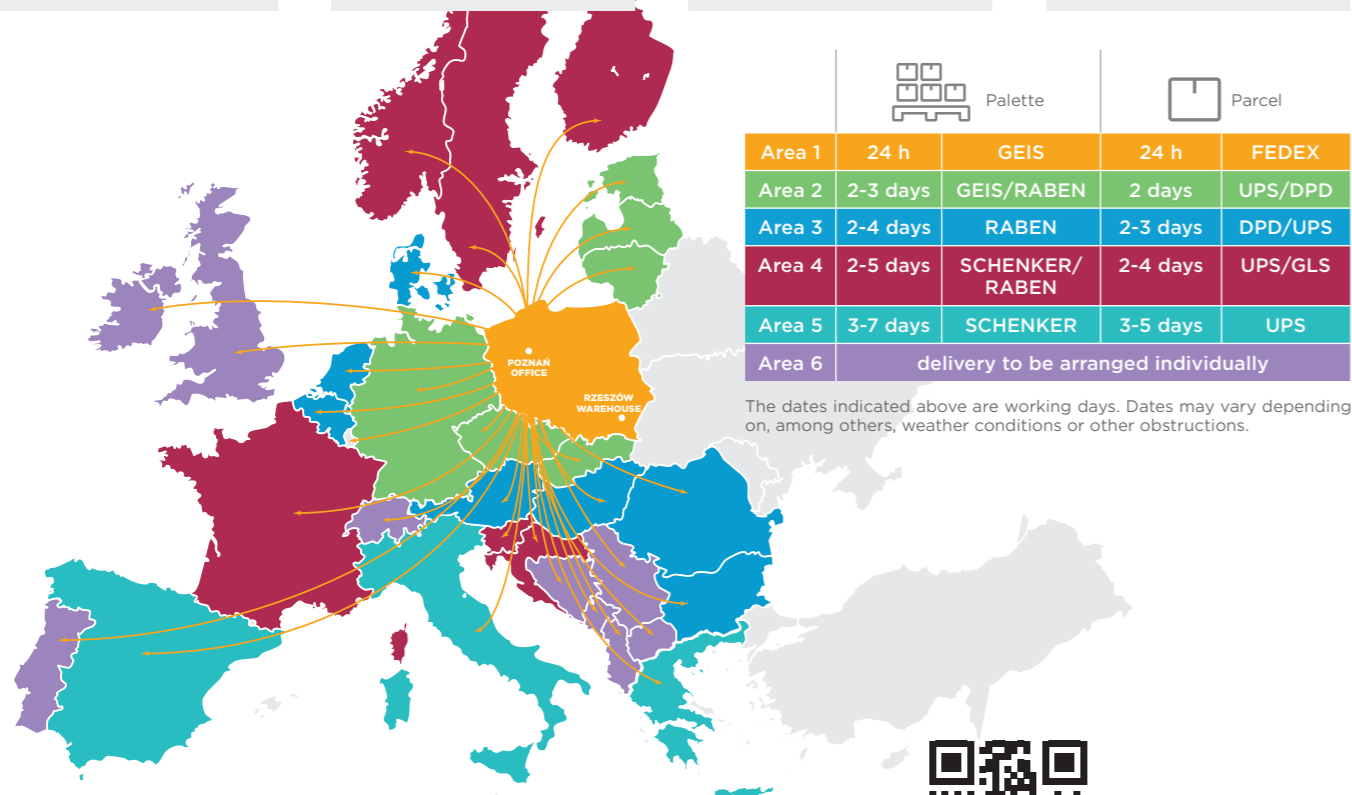 Palette Parcel
Area 1 24 h GEIS 24 h FEDEX
Area 2 2-3 days GEIS/RABEN 2 days UPS/DPD
Area 3 2-4 days RABEN 2-3 days DPD/UPS
Area 4 2-5 days SCHENKER/ 2-4 days UPS/GLS
RABEN
Area 5 3-7 days SCHENKER 3-5 days UPS
Area 6 delivery to be arranged individually
The dates indicated above are working days. Dates may vary depending
on, among others, weather conditions or other obstructions.
POZNAŃ
OFFICE
RZESZÓW
WAREHOUSE